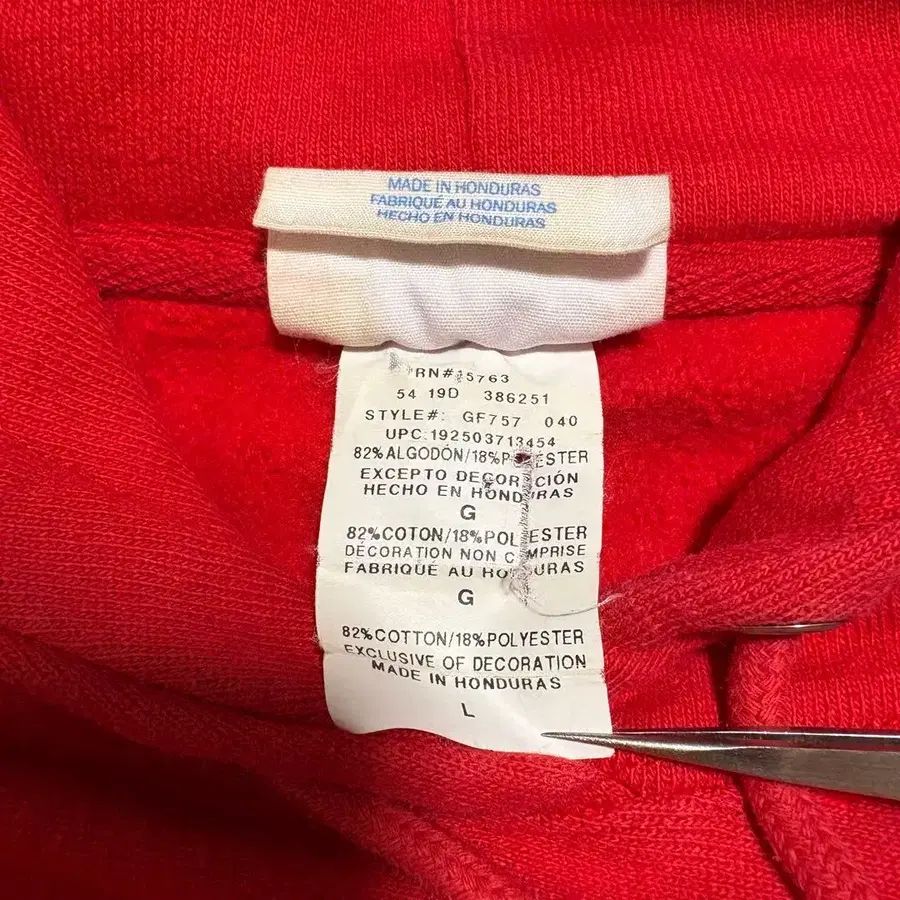 MADE IN HONDURAS
FABRIQUÉ AU HONDURAS
HECHO EN HONDURAS
RN#15763
54 19D 386251
STYLE#: GF757 040
UPC:192503713454
82%ALGODÓN/18%POLIÉSTER
EXCEPTO DECORACIÓN
HECHO EN HONDURAS
G
82%COTON/18%POLYESTER
DÉCORATION NON COMPRISE
FABRIQUÉ AU HONDURAS
G
82%COTTON/18%POLYESTER
EXCLUSIVE OF DECORATION
MADE IN HONDURAS
L